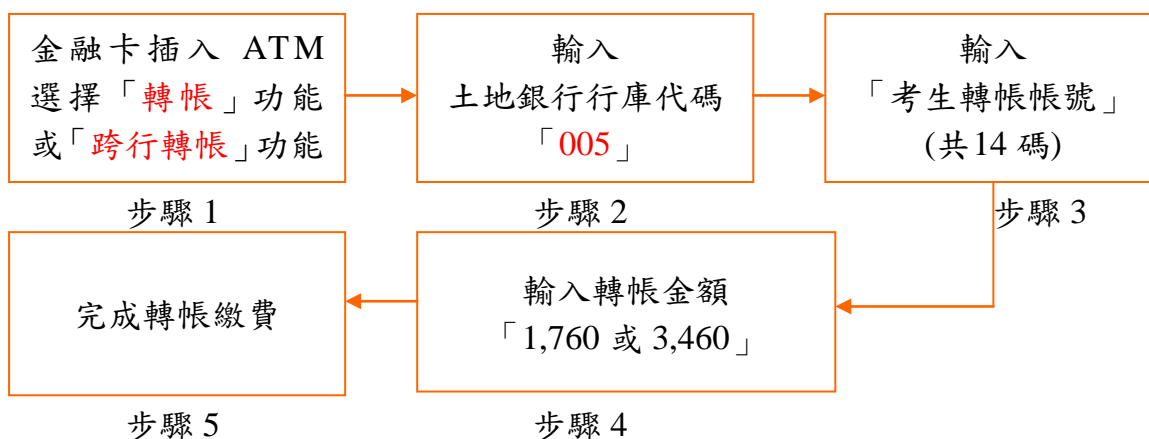 金融卡插入 ATM
選擇「轉帳」功能
或「跨行轉帳」功能
步驟 1
輸入
土地銀行行庫代碼
「005」
步驟 2
輸入
「考生轉帳帳號」
(共14 碼)
步驟 3
輸入轉帳金額
「1,760 或 3,460」
步驟 4
完成轉帳繳費
步驟 5